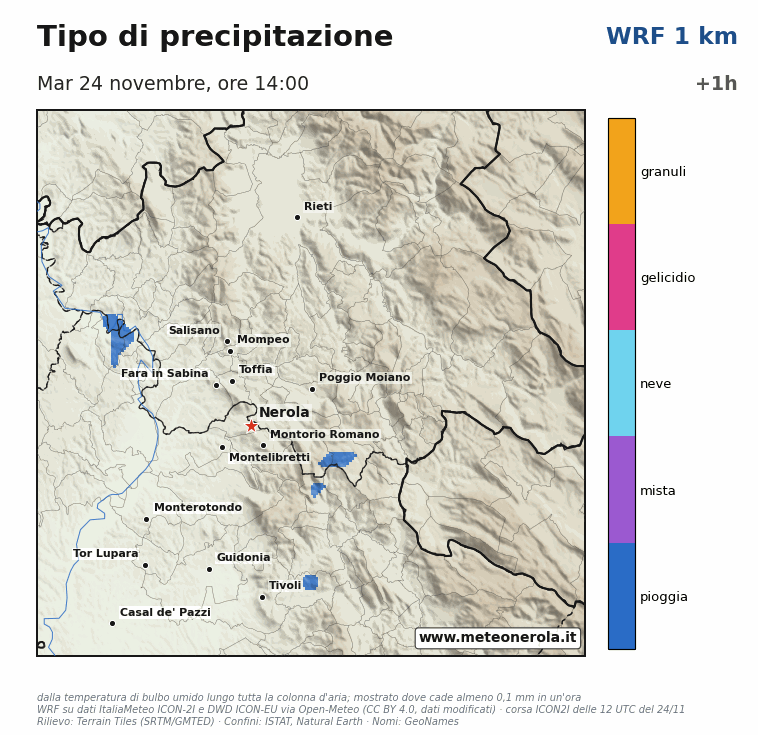 Tipo di precipitazione
WRF 1 km
Mar 24 novembre, ore 14:00
+1h
granuli
gelicidio
neve
mista
pioggia
Rieti
Salisano
Mompeo
Fara in Sabina
Toffia
Poggio Moiano
Nerola
Montorio Romano
Montelibretti
Monterotondo
Tor Lupara
Guidonia
Tivoli
Casal de' Pazzi
www.meteonerola.it
dalla temperatura di bulbo umido lungo tutta la colonna d'aria; mostrato dove cade almeno 0,1 mm in un'ora
WRF su dati ItaliaMeteo ICON-2I e DWD ICON-EU via Open-Meteo (CC BY 4.0, dati modificati) · corsa ICON2I delle 12 UTC del 24/11
Rilievo: Terrain Tiles (SRTM/GMTED) · Confini: ISTAT, Natural Earth · Nomi: GeoNames